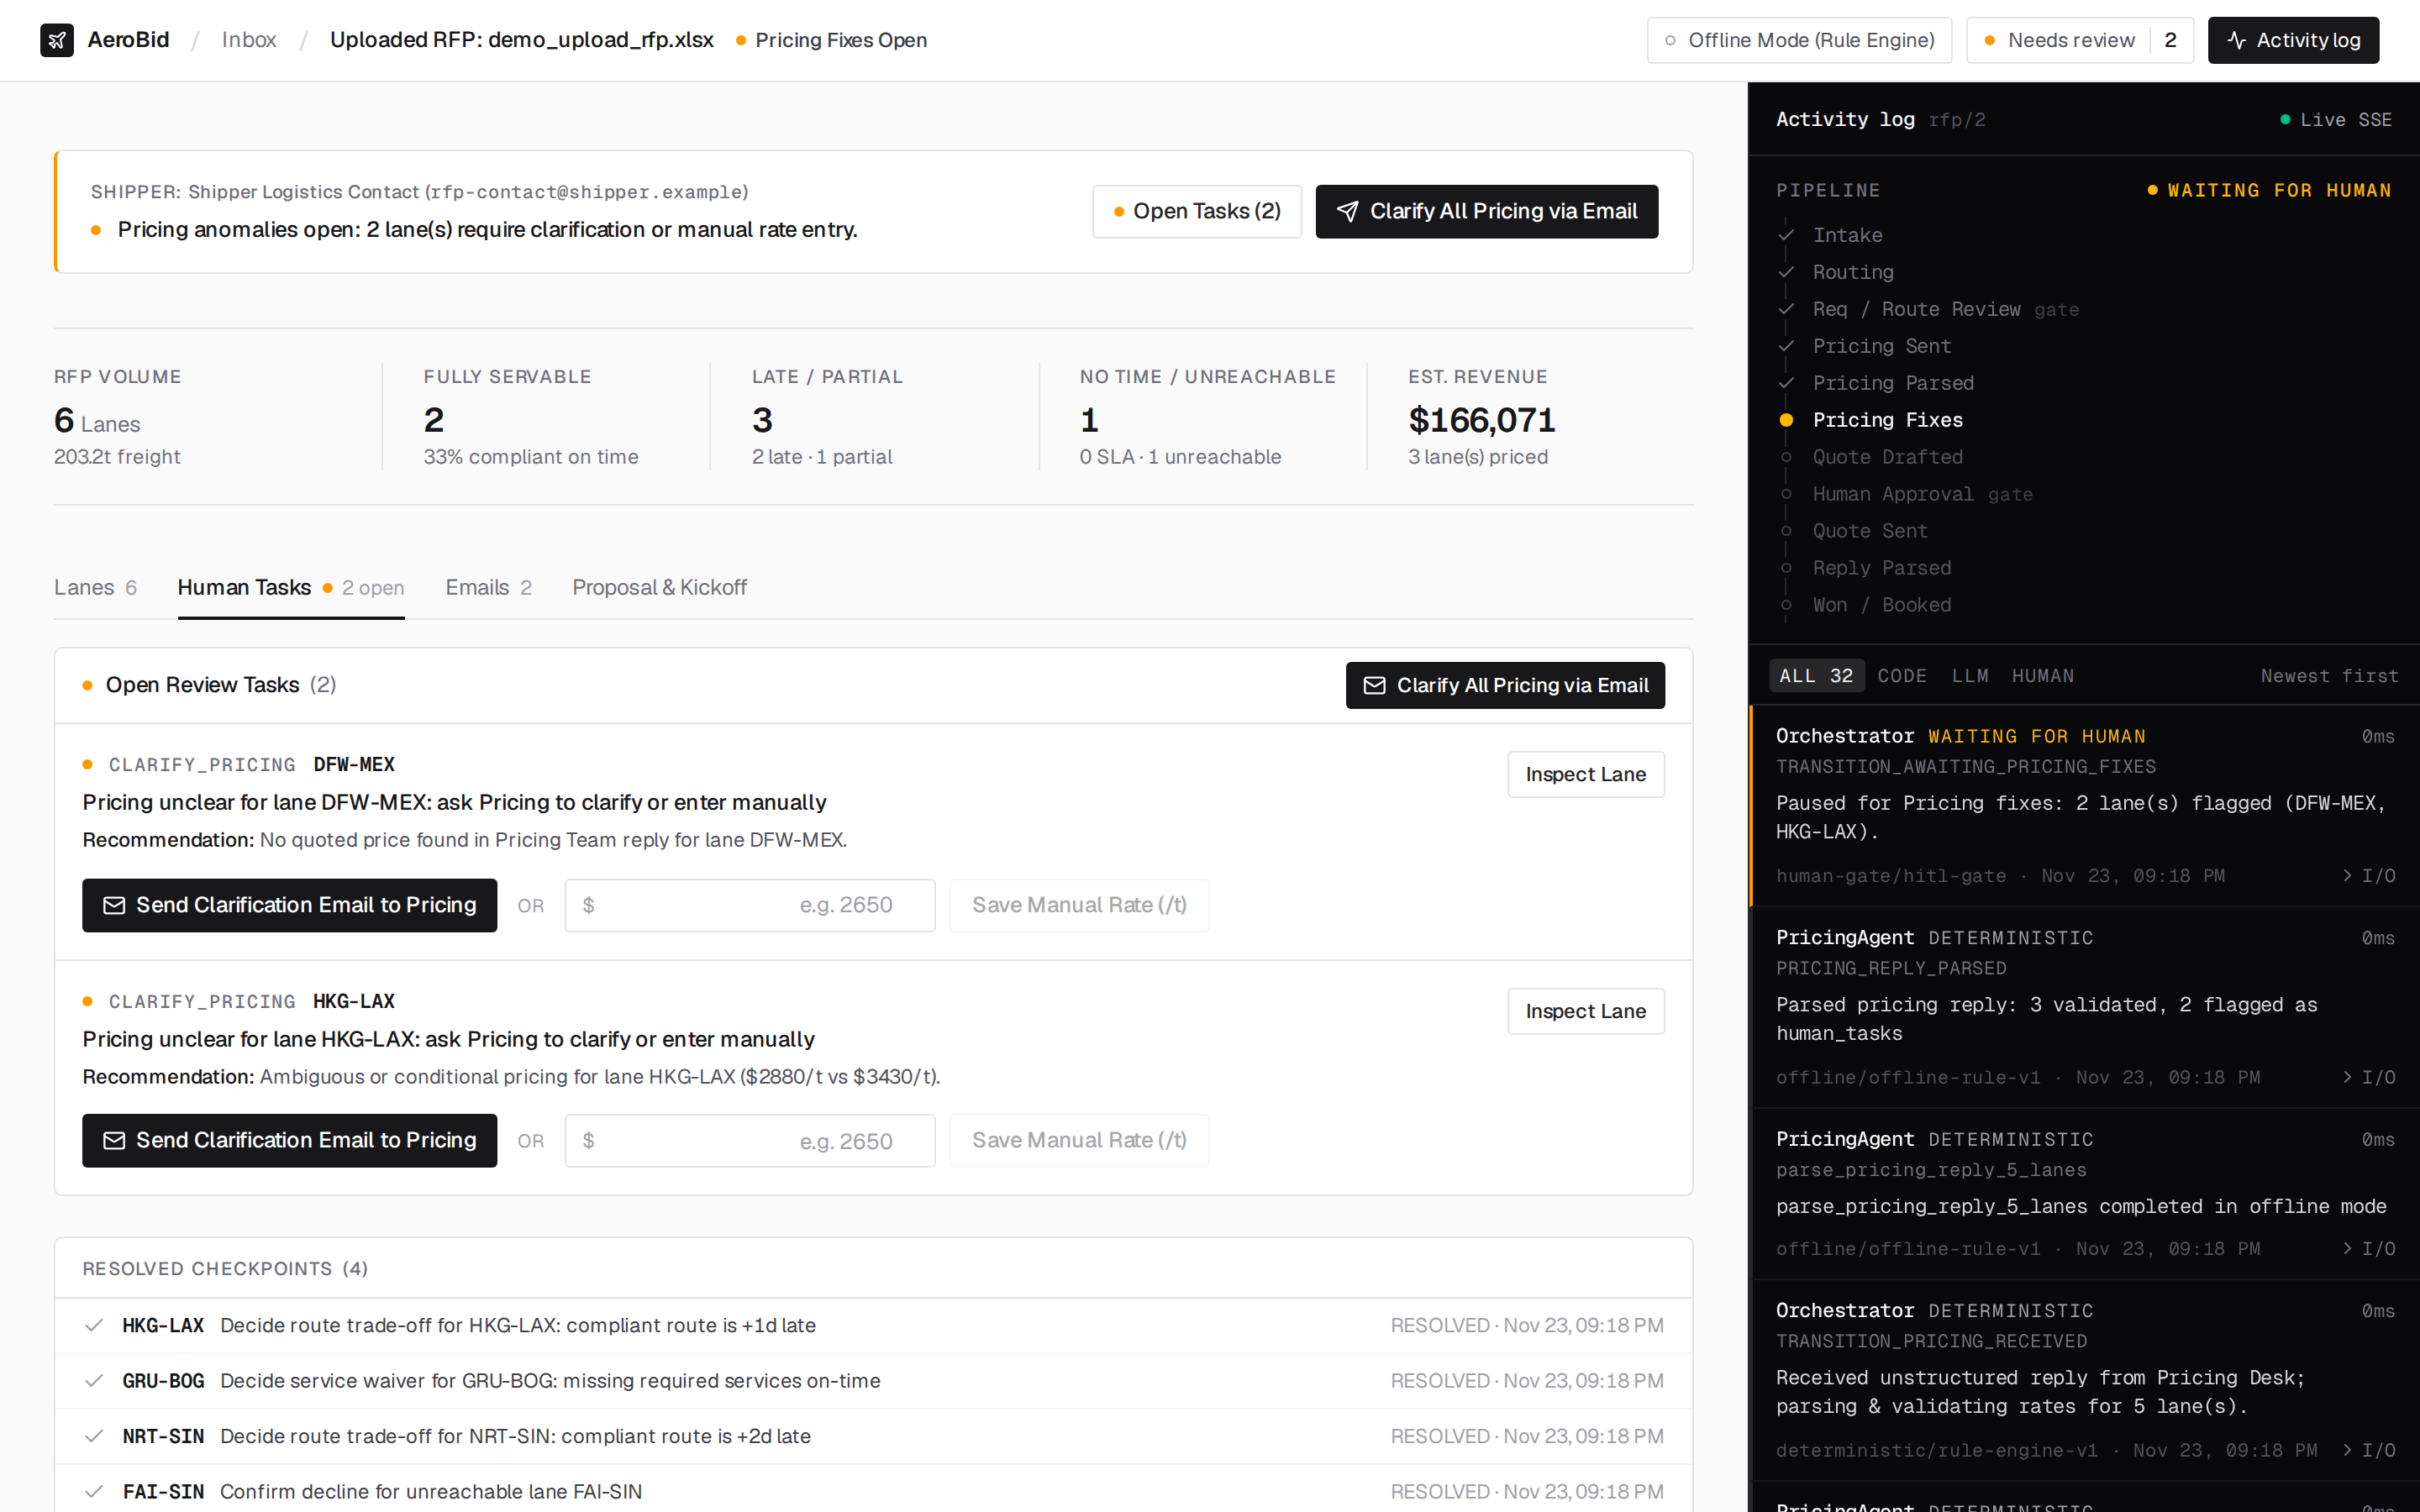 AeroBid / Inbox / Uploaded RFP: demo_upload_rfp.xlsx Pricing Fixes Open
Offline Mode (Rule Engine) Needs review 2 Activity log
SHIPPER: Shipper Logistics Contact (rfp-contact@shipper.example)
Pricing anomalies open: 2 lane(s) require clarification or manual rate entry.
Open Tasks (2) Clarify All Pricing via Email
RFP VOLUME
6 Lanes
203.2t freight
FULLY SERVABLE
2
33% compliant on time
LATE / PARTIAL
3
2 late · 1 partial
NO TIME / UNREACHABLE
1
0 SLA · 1 unreachable
EST. REVENUE
$166,071
3 lane(s) priced
Lanes 6 Human Tasks 2 open Emails 2 Proposal & Kickoff
Open Review Tasks (2) Clarify All Pricing via Email
CLARIFY_PRICING DFW-MEX Inspect Lane
Pricing unclear for lane DFW-MEX: ask Pricing to clarify or enter manually
Recommendation: No quoted price found in Pricing Team reply for lane DFW-MEX.
Send Clarification Email to Pricing OR $ e.g. 2650 Save Manual Rate (/t)
CLARIFY_PRICING HKG-LAX Inspect Lane
Pricing unclear for lane HKG-LAX: ask Pricing to clarify or enter manually
Recommendation: Ambiguous or conditional pricing for lane HKG-LAX ($2880/t vs $3430/t).
Send Clarification Email to Pricing OR $ e.g. 2650 Save Manual Rate (/t)
RESOLVED CHECKPOINTS (4)
HKG-LAX Decide route trade-off for HKG-LAX: compliant route is +1d late RESOLVED · Nov 23, 09:18 PM
GRU-BOG Decide service waiver for GRU-BOG: missing required services on-time RESOLVED · Nov 23, 09:18 PM
NRT-SIN Decide route trade-off for NRT-SIN: compliant route is +2d late RESOLVED · Nov 23, 09:18 PM
FAI-SIN Confirm decline for unreachable lane FAI-SIN RESOLVED · Nov 23, 09:18 PM
Activity log rfp/2 Live SSE
PIPELINE WAITING FOR HUMAN
Intake
Routing
Req / Route Review gate
Pricing Sent
Pricing Parsed
Pricing Fixes
Quote Drafted
Human Approval gate
Quote Sent
Reply Parsed
Won / Booked
ALL 32 CODE LLM HUMAN Newest first
Orchestrator WAITING FOR HUMAN 0ms
TRANSITION_AWAITING_PRICING_FIXES
Paused for Pricing fixes: 2 lane(s) flagged (DFW-MEX,
HKG-LAX).
human-gate/hitl-gate · Nov 23, 09:18 PM > I/O
PricingAgent DETERMINISTIC 0ms
PRICING_REPLY_PARSED
Parsed pricing reply: 3 validated, 2 flagged as
human_tasks
offline/offline-rule-v1 · Nov 23, 09:18 PM > I/O
PricingAgent DETERMINISTIC 0ms
parse_pricing_reply_5_lanes
parse_pricing_reply_5_lanes completed in offline mode
offline/offline-rule-v1 · Nov 23, 09:18 PM > I/O
Orchestrator DETERMINISTIC 0ms
TRANSITION_PRICING_RECEIVED
Received unstructured reply from Pricing Desk;
parsing & validating rates for 5 lane(s).
deterministic/rule-engine-v1 · Nov 23, 09:18 PM > I/O
PricingAgent DETERMINISTIC 0ms